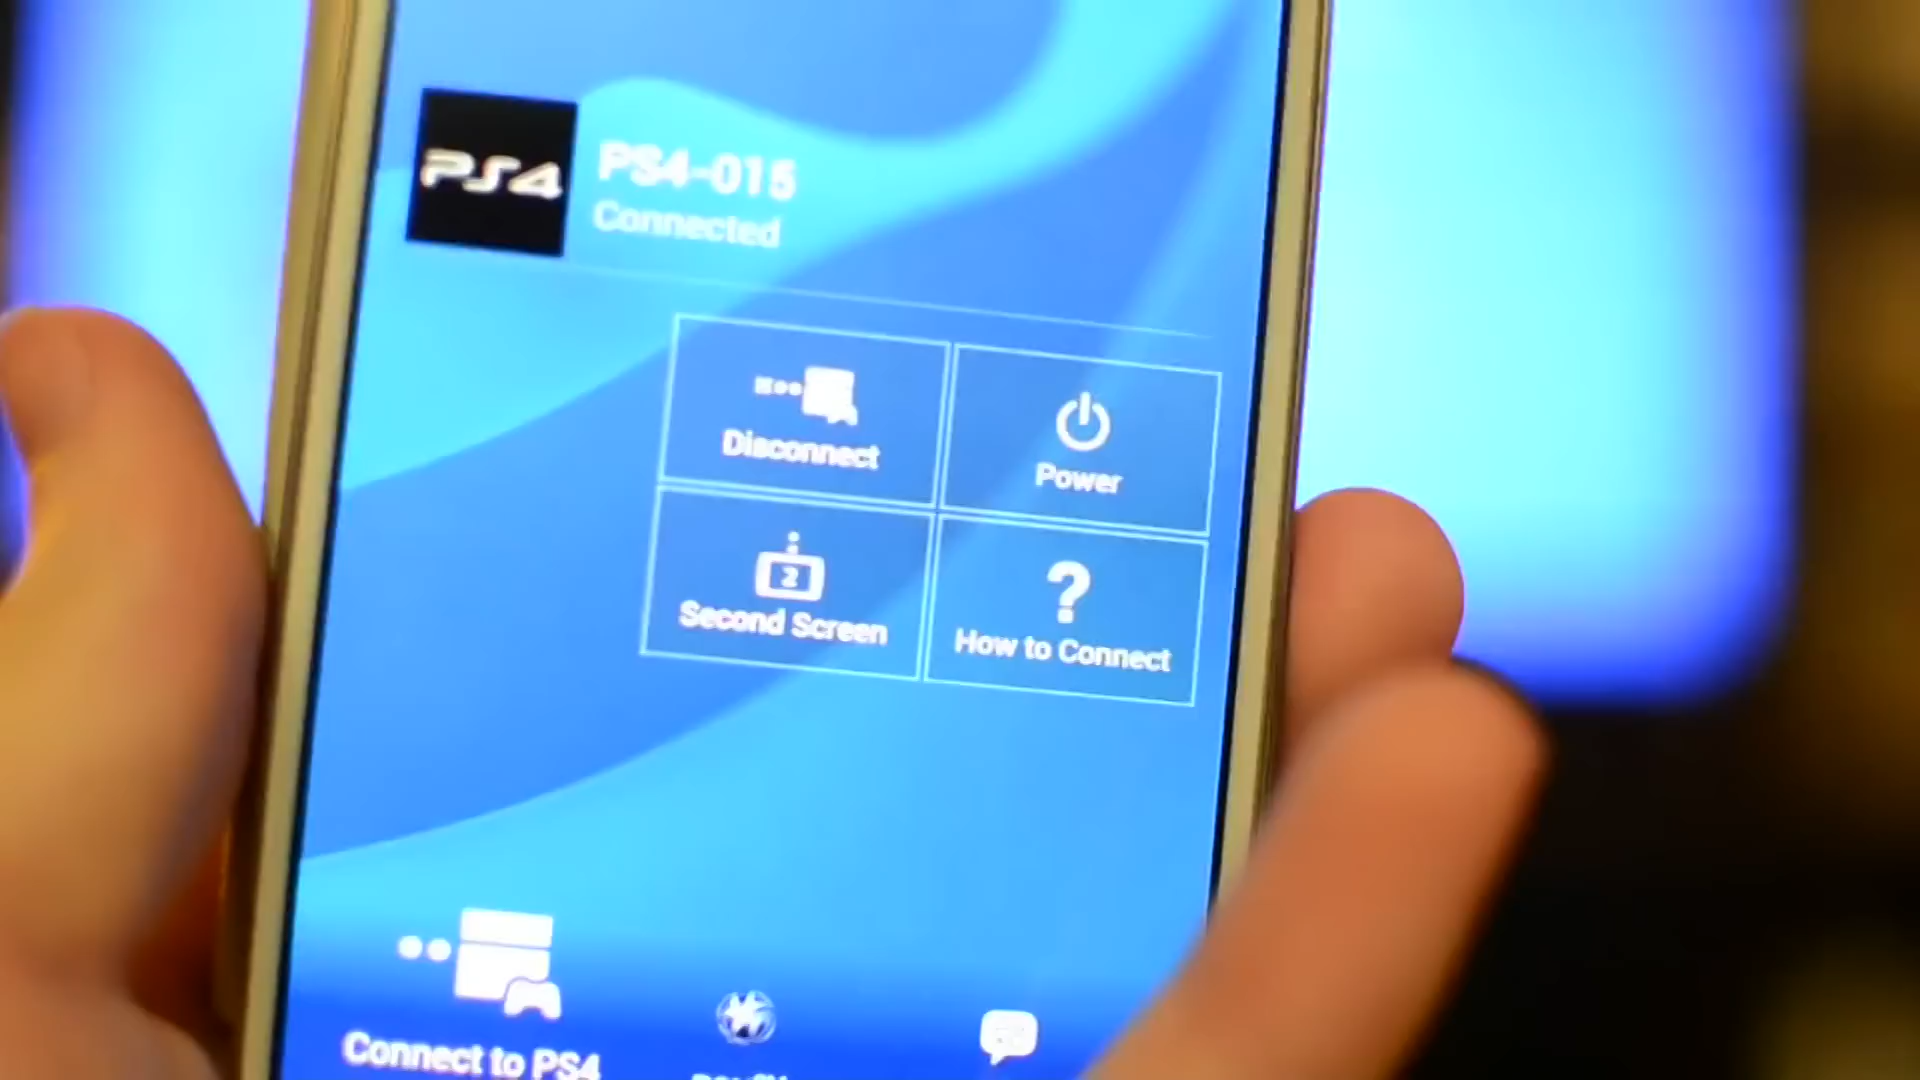 PS4
PS4-015
Connected
Disconnect
Power
2
Second Screen
?
How to Connect
Connect to PS4